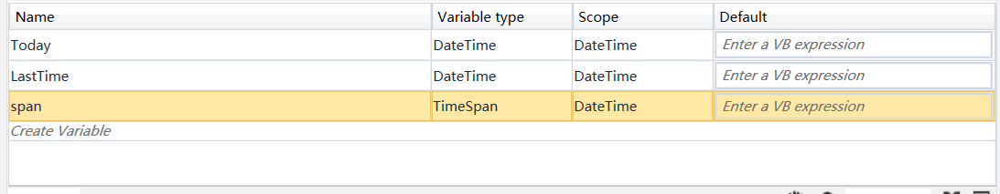 Name Variable type Scope Default
Today DateTime DateTime Enter a VB expression
LastTime DateTime DateTime Enter a VB expression
span TimeSpan DateTime Enter a VB expression
Create Variable